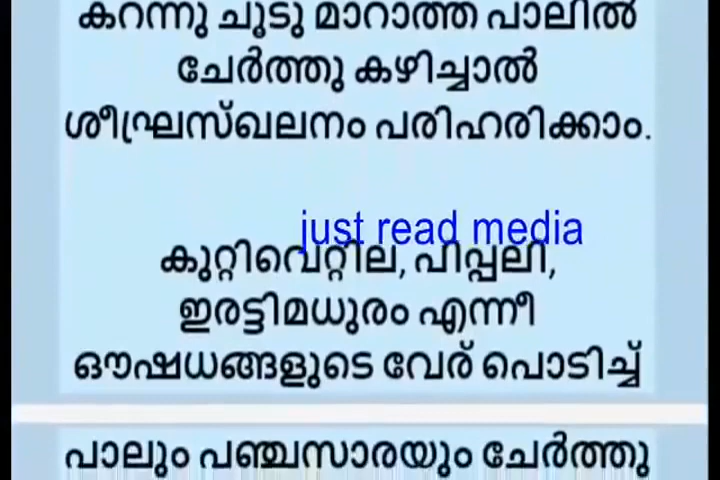 കറന്നു ചൂടു മാറാത്ത പാലിൽ
ചേർത്തു കഴിച്ചാൽ
ശീഘ്രസ്ഖലനം പരിഹരിക്കാം.
just read media
കുറ്റിവെറ്റില, പിപ്പലി,
ഇരട്ടിമധുരം എന്നീ
ഔഷധങ്ങളുടെ വേര് പൊടിച്ച്
പാലും പഞ്ചസാരയും ചേർത്തു